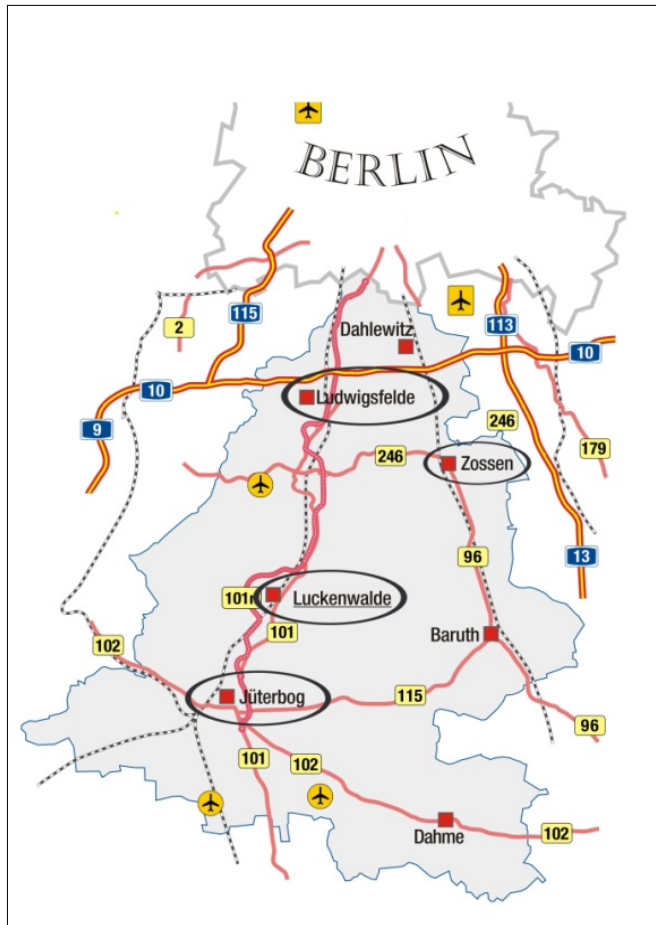 BERLIN
115
2
113
Dahlewitz
10
10
Ludwigsfelde
9
246
246
179
Zossen
96
13
101n
Luckenwalde
101
102
Baruth
Jüterbog
115
96
101
102
Dahme
102